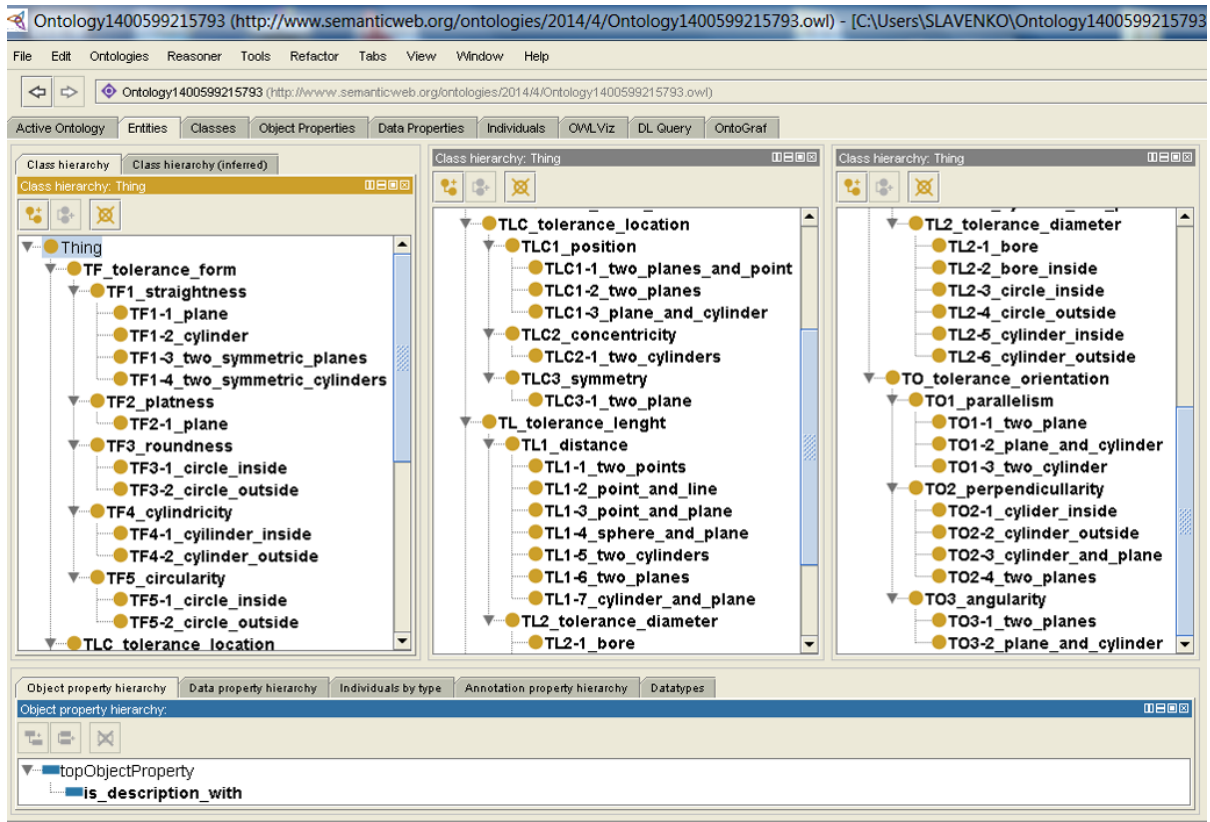 Ontology1400599215793 (http://www.semanticweb.org/ontologies/2014/4/Ontology1400599215793.owl) - [C:\Users\SLAVENKO\Ontology1400599215793
File Edit Ontologies Reasoner Tools Refactor Tabs View Window Help
Ontology1400599215793 (http://www.semanticweb.org/ontologies/2014/4/Ontology1400599215793.owl)
Active Ontology Entities Classes Object Properties Data Properties Individuals OWLViz DL Query OntoGraf
Class hierarchy Class hierarchy (inferred)
Class hierarchy: Thing
Thing
TF_tolerance_form
TF1_straightness
TF1-1_plane
TF1-2_cylinder
TF1-3_two_symmetric_planes
TF1-4_two_symmetric_cylinders
TF2_platness
TF2-1_plane
TF3_roundness
TF3-1_circle_inside
TF3-2_circle_outside
TF4_cylindricity
TF4-1_cyilinder_inside
TF4-2_cylinder_outside
TF5_circularity
TF5-1_circle_inside
TF5-2_circle_outside
TLC_tolerance_location
Class hierarchy: Thing
TLC_tolerance_location
TLC1_position
TLC1-1_two_planes_and_point
TLC1-2_two_planes
TLC1-3_plane_and_cylinder
TLC2_concentricity
TLC2-1_two_cylinders
TLC3_symmetry
TLC3-1_two_plane
TL_tolerance_lenght
TL1_distance
TL1-1_two_points
TL1-2_point_and_line
TL1-3_point_and_plane
TL1-4_sphere_and_plane
TL1-5_two_cylinders
TL1-6_two_planes
TL1-7_cylinder_and_plane
TL2_tolerance_diameter
TL2-1_bore
Class hierarchy: Thing
TL2_tolerance_diameter
TL2-1_bore
TL2-2_bore_inside
TL2-3_circle_inside
TL2-4_circle_outside
TL2-5_cylinder_inside
TL2-6_cylinder_outside
TO_tolerance_orientation
TO1_parallelism
TO1-1_two_plane
TO1-2_plane_and_cylinder
TO1-3_two_cylinder
TO2_perpendicullarity
TO2-1_cylider_inside
TO2-2_cylinder_outside
TO2-3_cylinder_and_plane
TO2-4_two_planes
TO3_angularity
TO3-1_two_planes
TO3-2_plane_and_cylinder
Object property hierarchy Data property hierarchy Individuals by type Annotation property hierarchy Datatypes
Object property hierarchy:
topObjectProperty
is_description_with